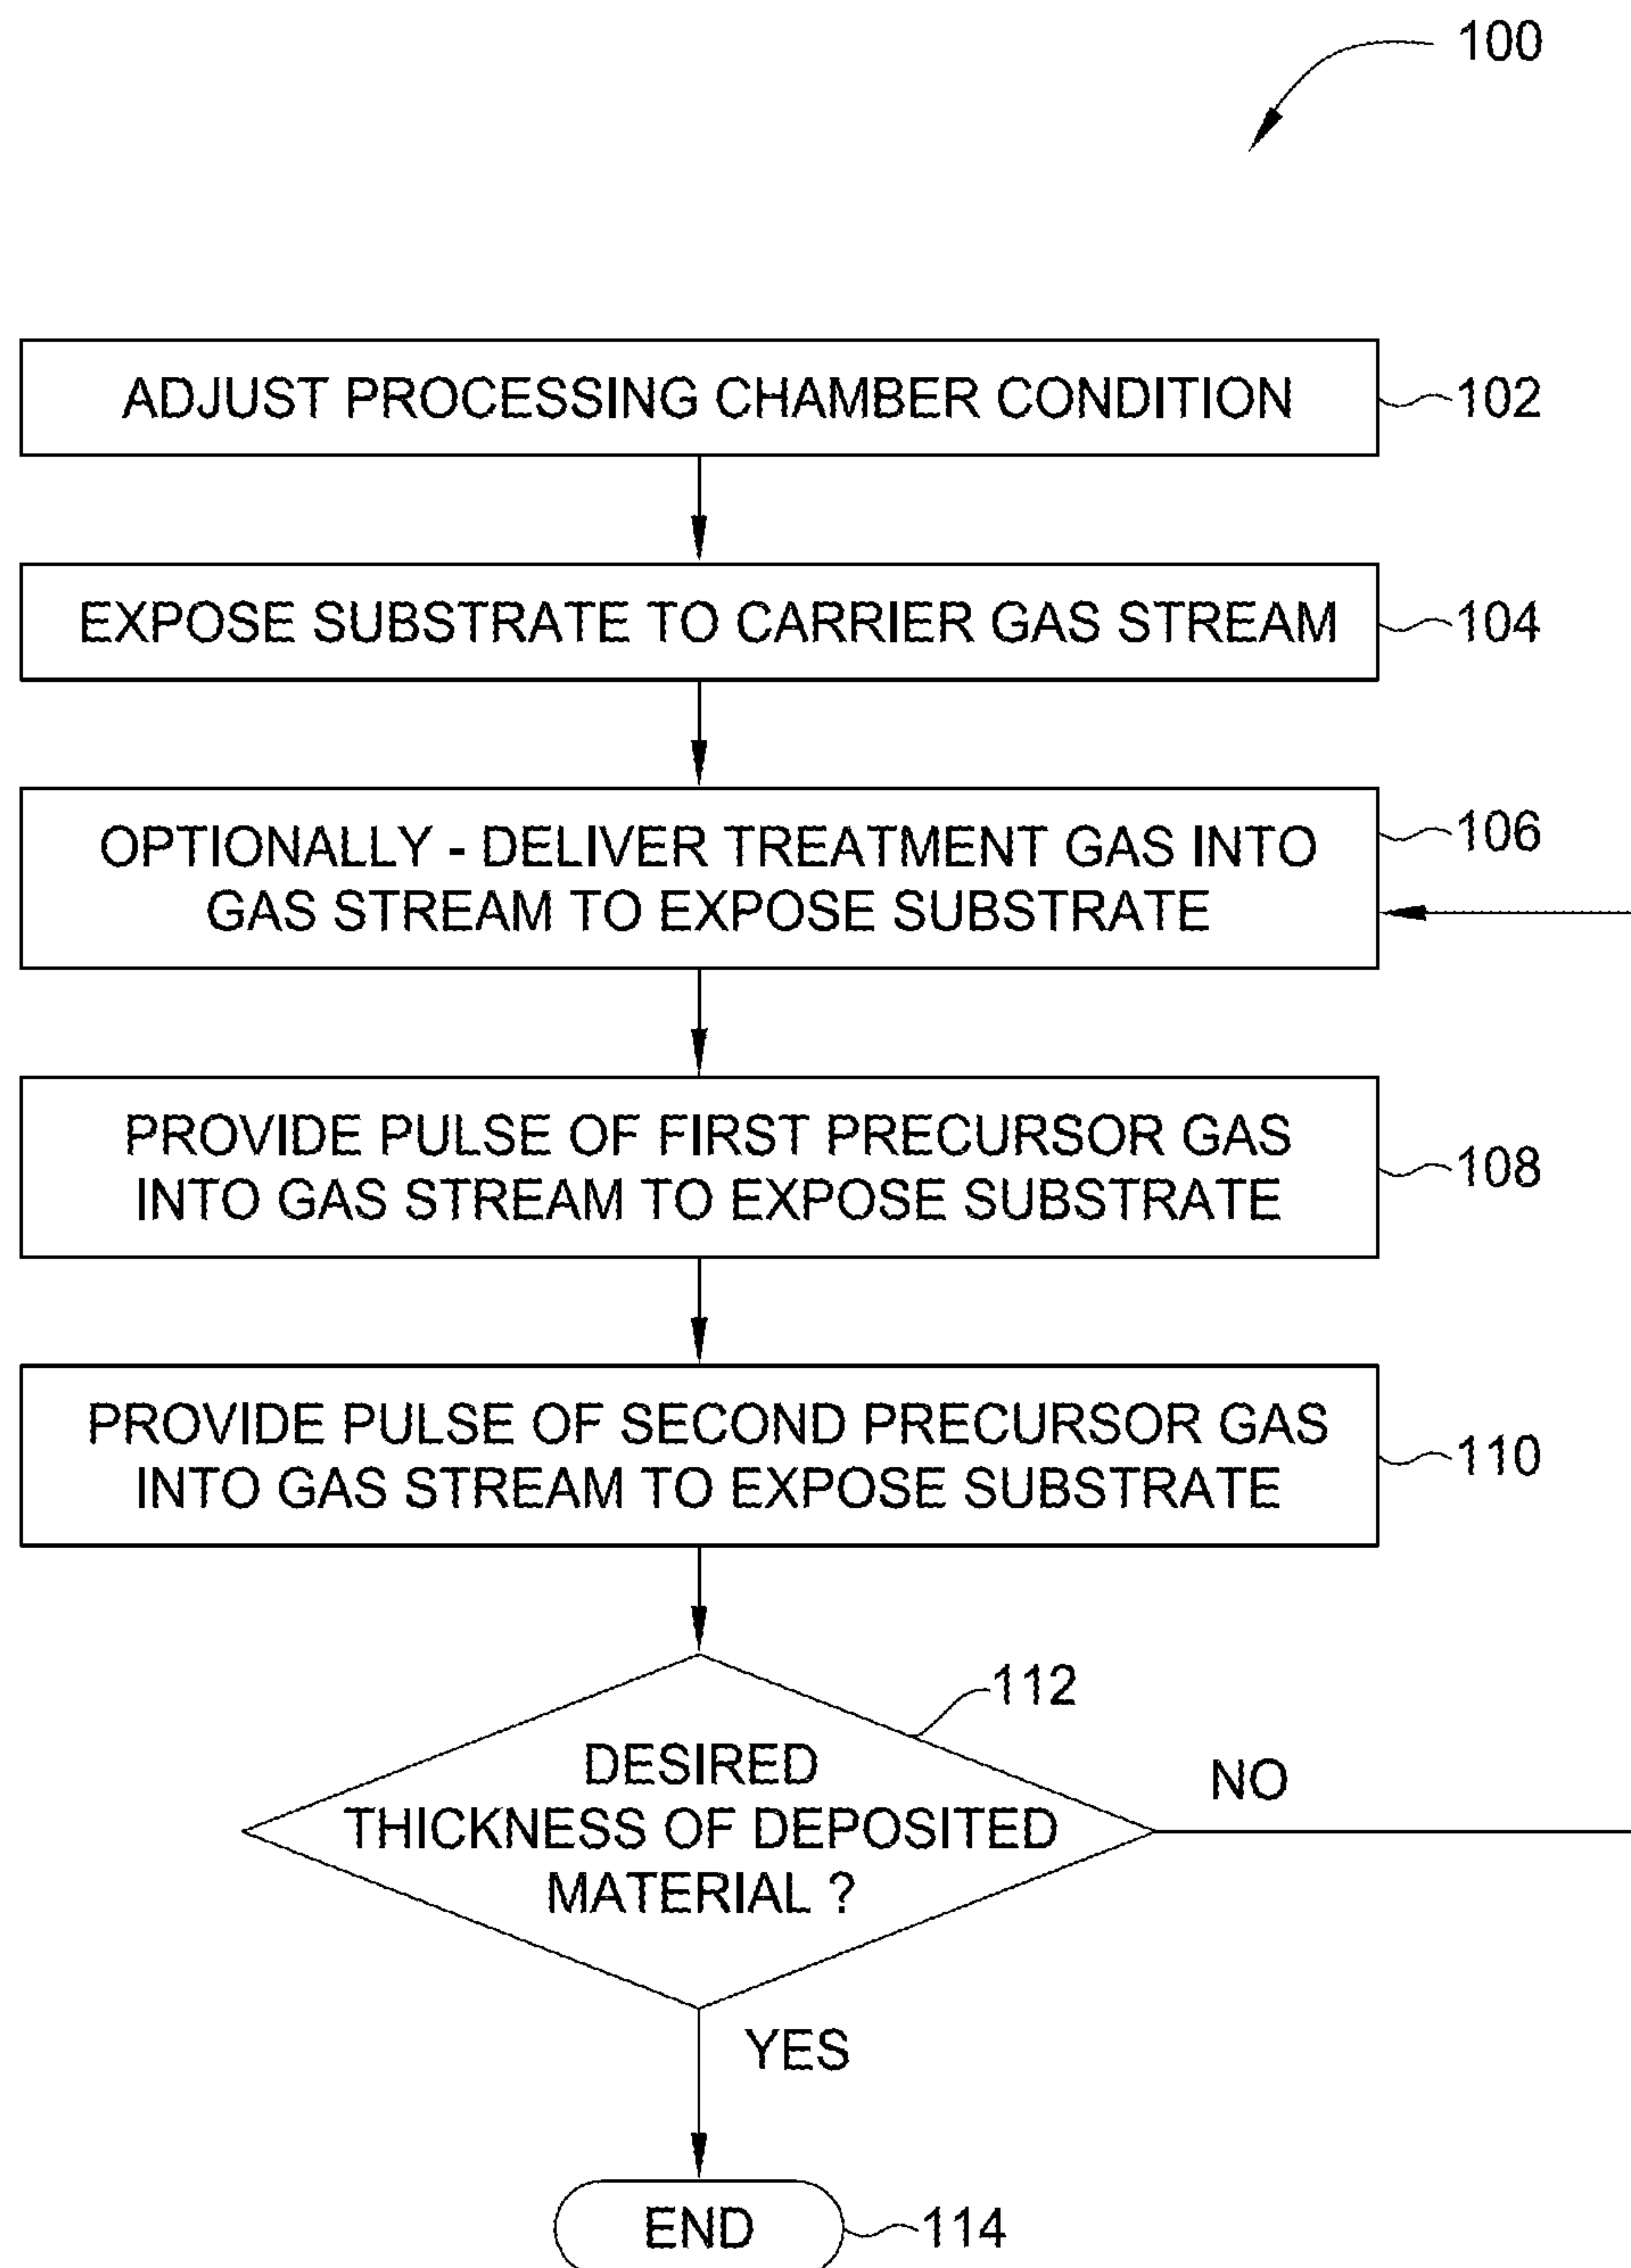 100
ADJUST PROCESSING CHAMBER CONDITION
102
EXPOSE SUBSTRATE TO CARRIER GAS STREAM
104
OPTIONALLY - DELIVER TREATMENT GAS INTO
GAS STREAM TO EXPOSE SUBSTRATE
106
PROVIDE PULSE OF FIRST PRECURSOR GAS
INTO GAS STREAM TO EXPOSE SUBSTRATE
108
PROVIDE PULSE OF SECOND PRECURSOR GAS
INTO GAS STREAM TO EXPOSE SUBSTRATE
110
112
DESIRED
THICKNESS OF DEPOSITED
MATERIAL ?
NO
YES
END
114